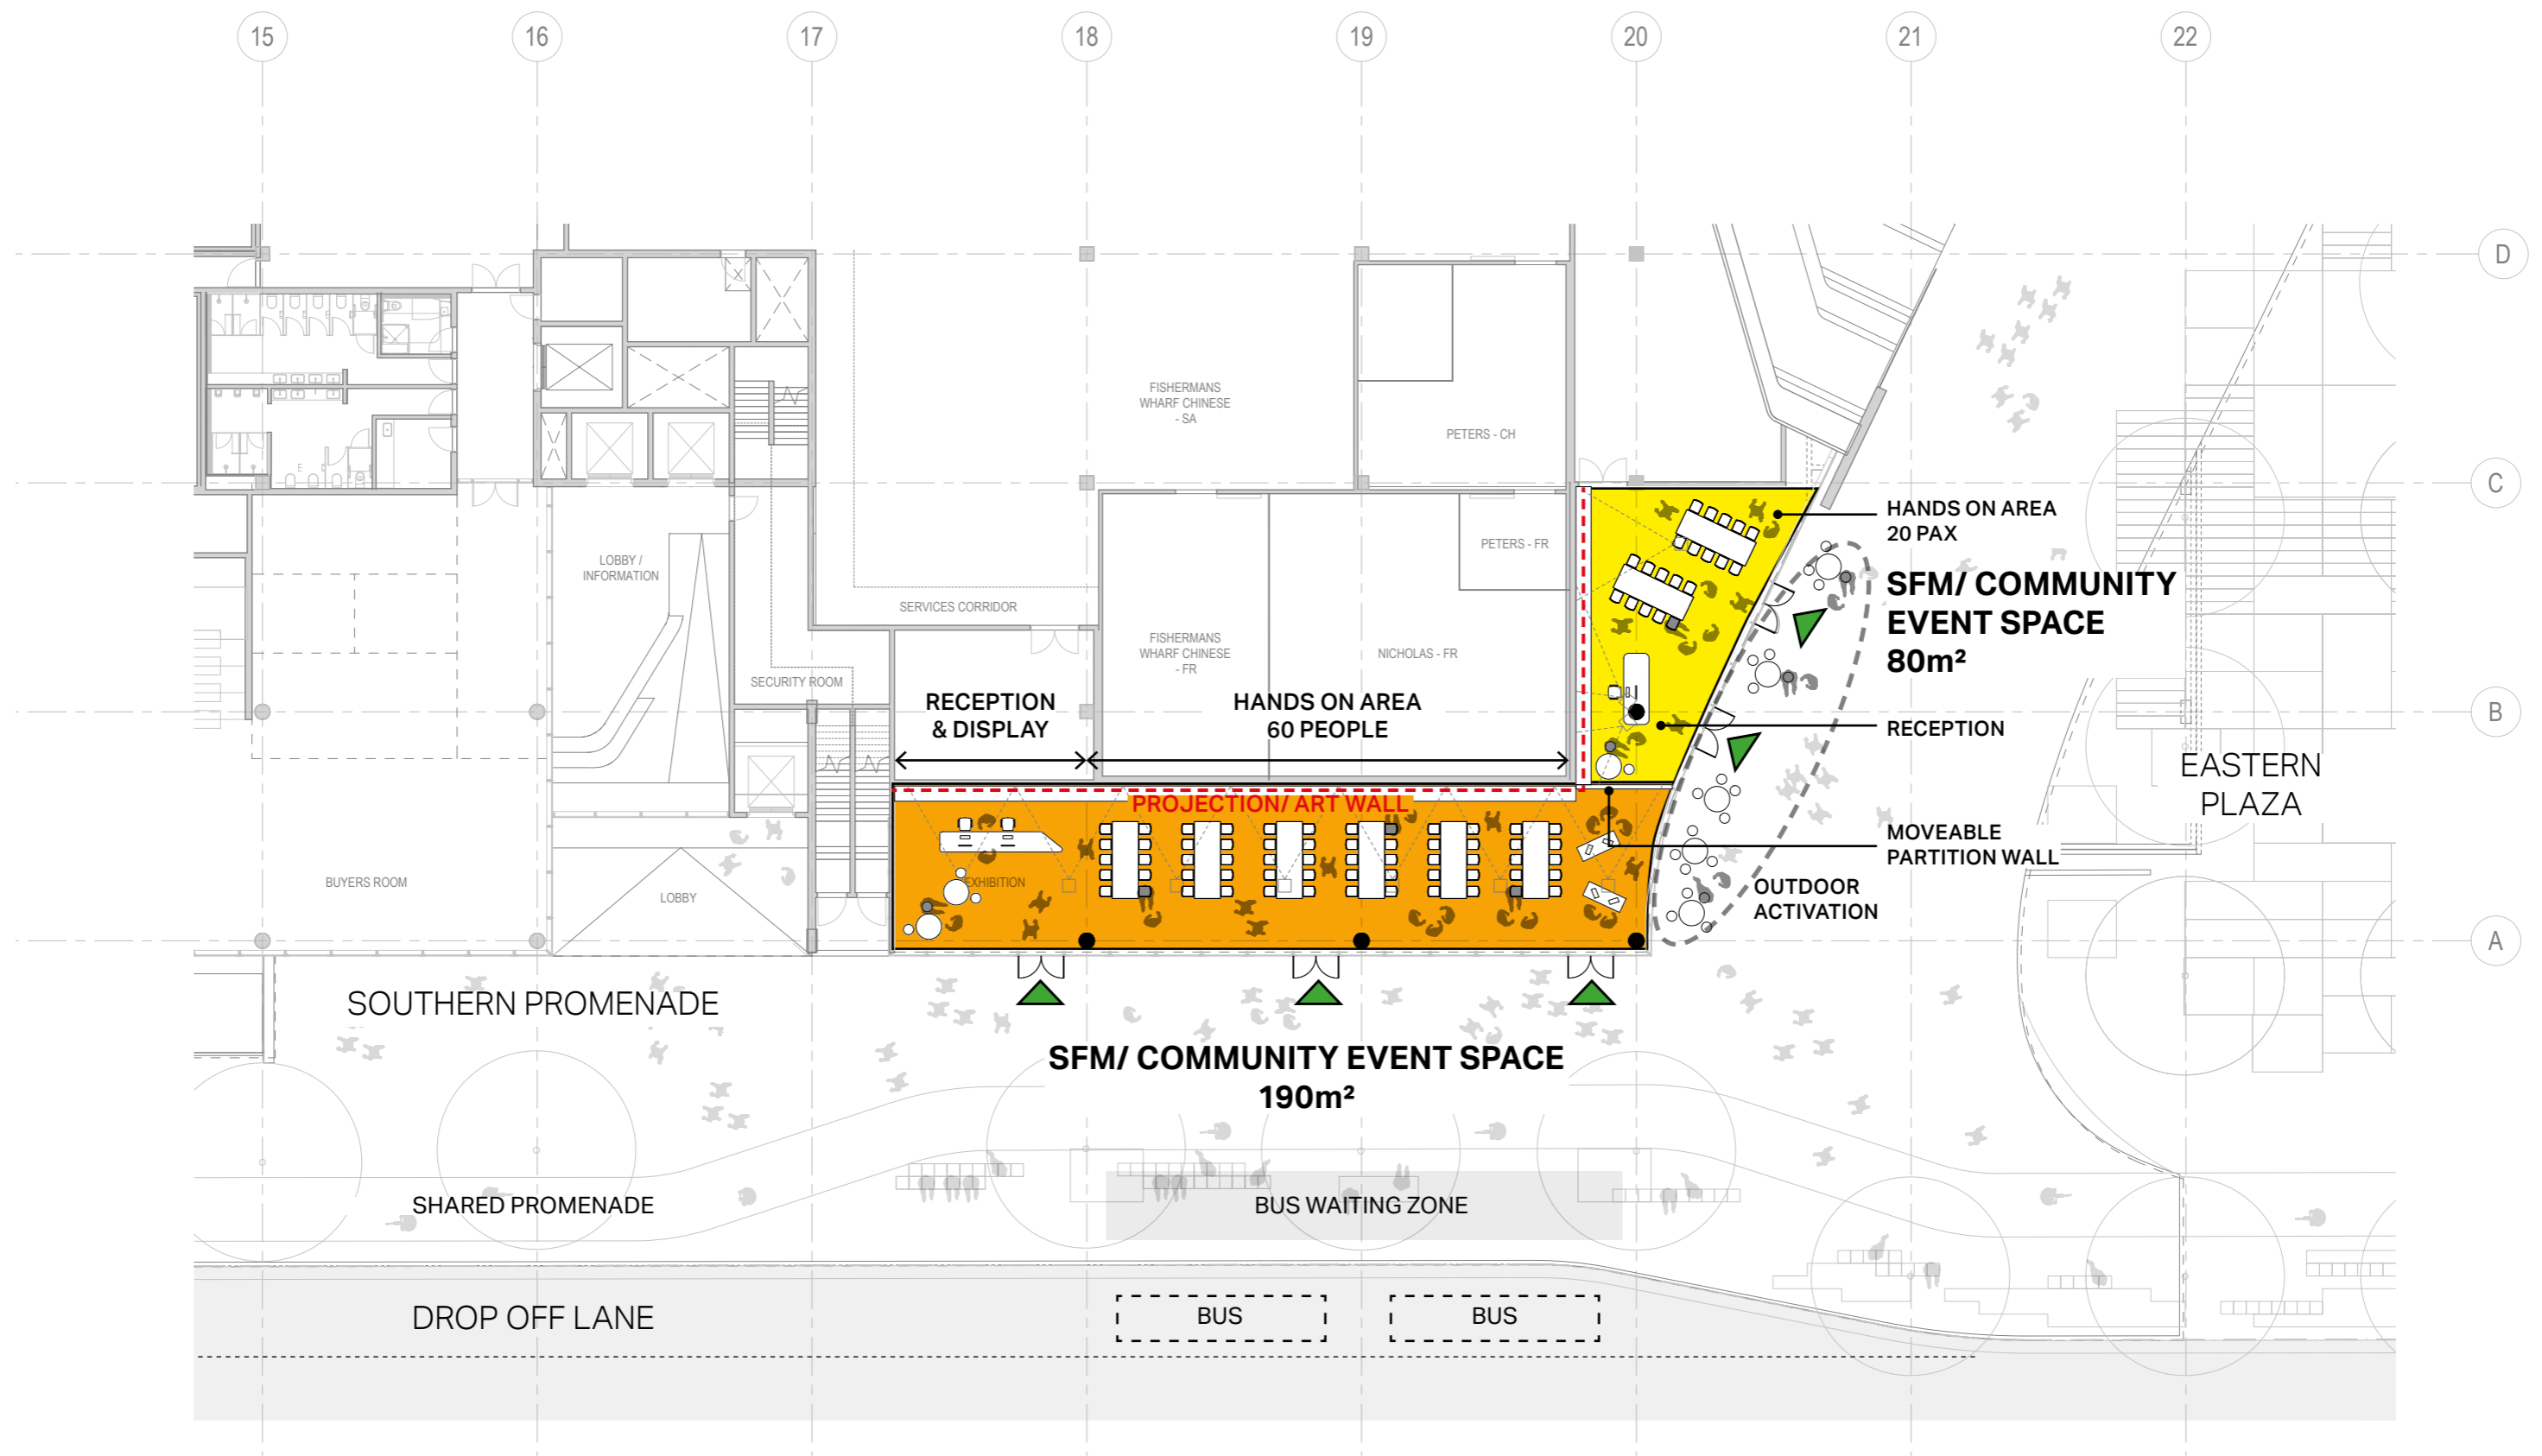 15
16
17
18
19
20
21
22
D
C
B
A
FISHERMANS
WHARF CHINESE
- SA
PETERS - CH
HANDS ON AREA
20 PAX
SFM/ COMMUNITY
EVENT SPACE
80m²
LOBBY /
INFORMATION
PETERS - FR
SERVICES CORRIDOR
FISHERMANS
WHARF CHINESE
- FR
NICHOLAS - FR
SECURITY ROOM
RECEPTION
& DISPLAY
HANDS ON AREA
60 PEOPLE
RECEPTION
EASTERN
PLAZA
PROJECTION/ ART WALL
MOVEABLE
PARTITION WALL
BUYERS ROOM
LOBBY
EXHIBITION
OUTDOOR
ACTIVATION
SOUTHERN PROMENADE
SFM/ COMMUNITY EVENT SPACE
190m²
SHARED PROMENADE
BUS WAITING ZONE
DROP OFF LANE
BUS
BUS